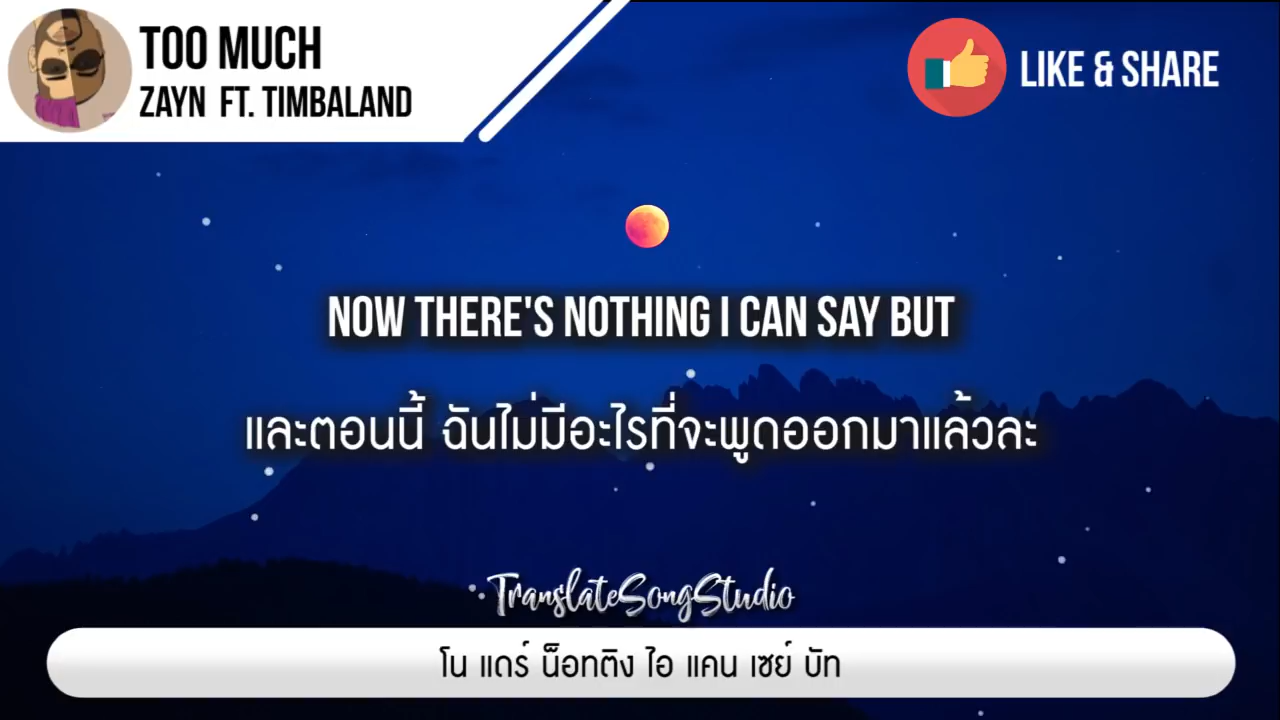 TOO MUCH
ZAYN FT. TIMBALAND
LIKE & SHARE
NOW THERE'S NOTHING I CAN SAY BUT
และตอนนี้ ฉันไม่มีอะไรที่จะพูดออกมาแล้วละ
TranslateSongStudio
โน แดร์ น็อทติง ไอ แคน เซย์ บัท